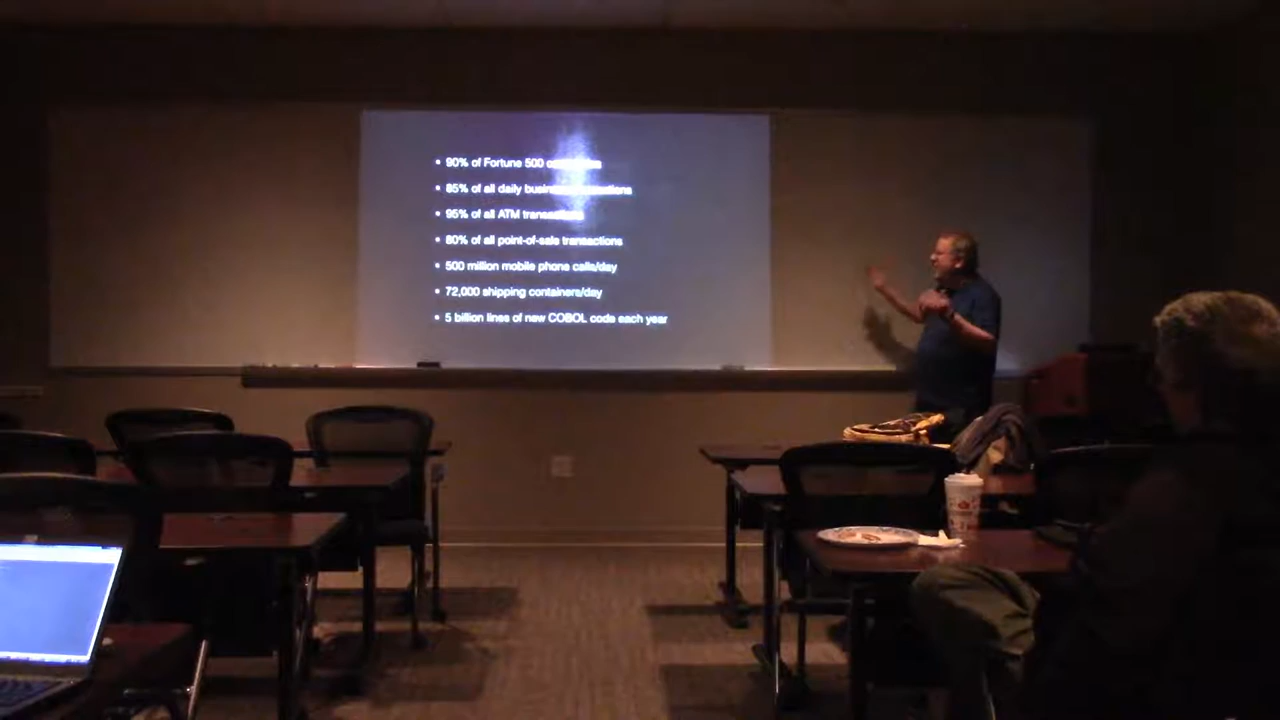 • 90% of Fortune 500
• 85% of all daily business transactions
• 95% of all ATM transactions
• 80% of all point-of-sale transactions
• 500 million mobile phone calls/day
• 72,000 shipping containers/day
• 5 billion lines of new COBOL code each year